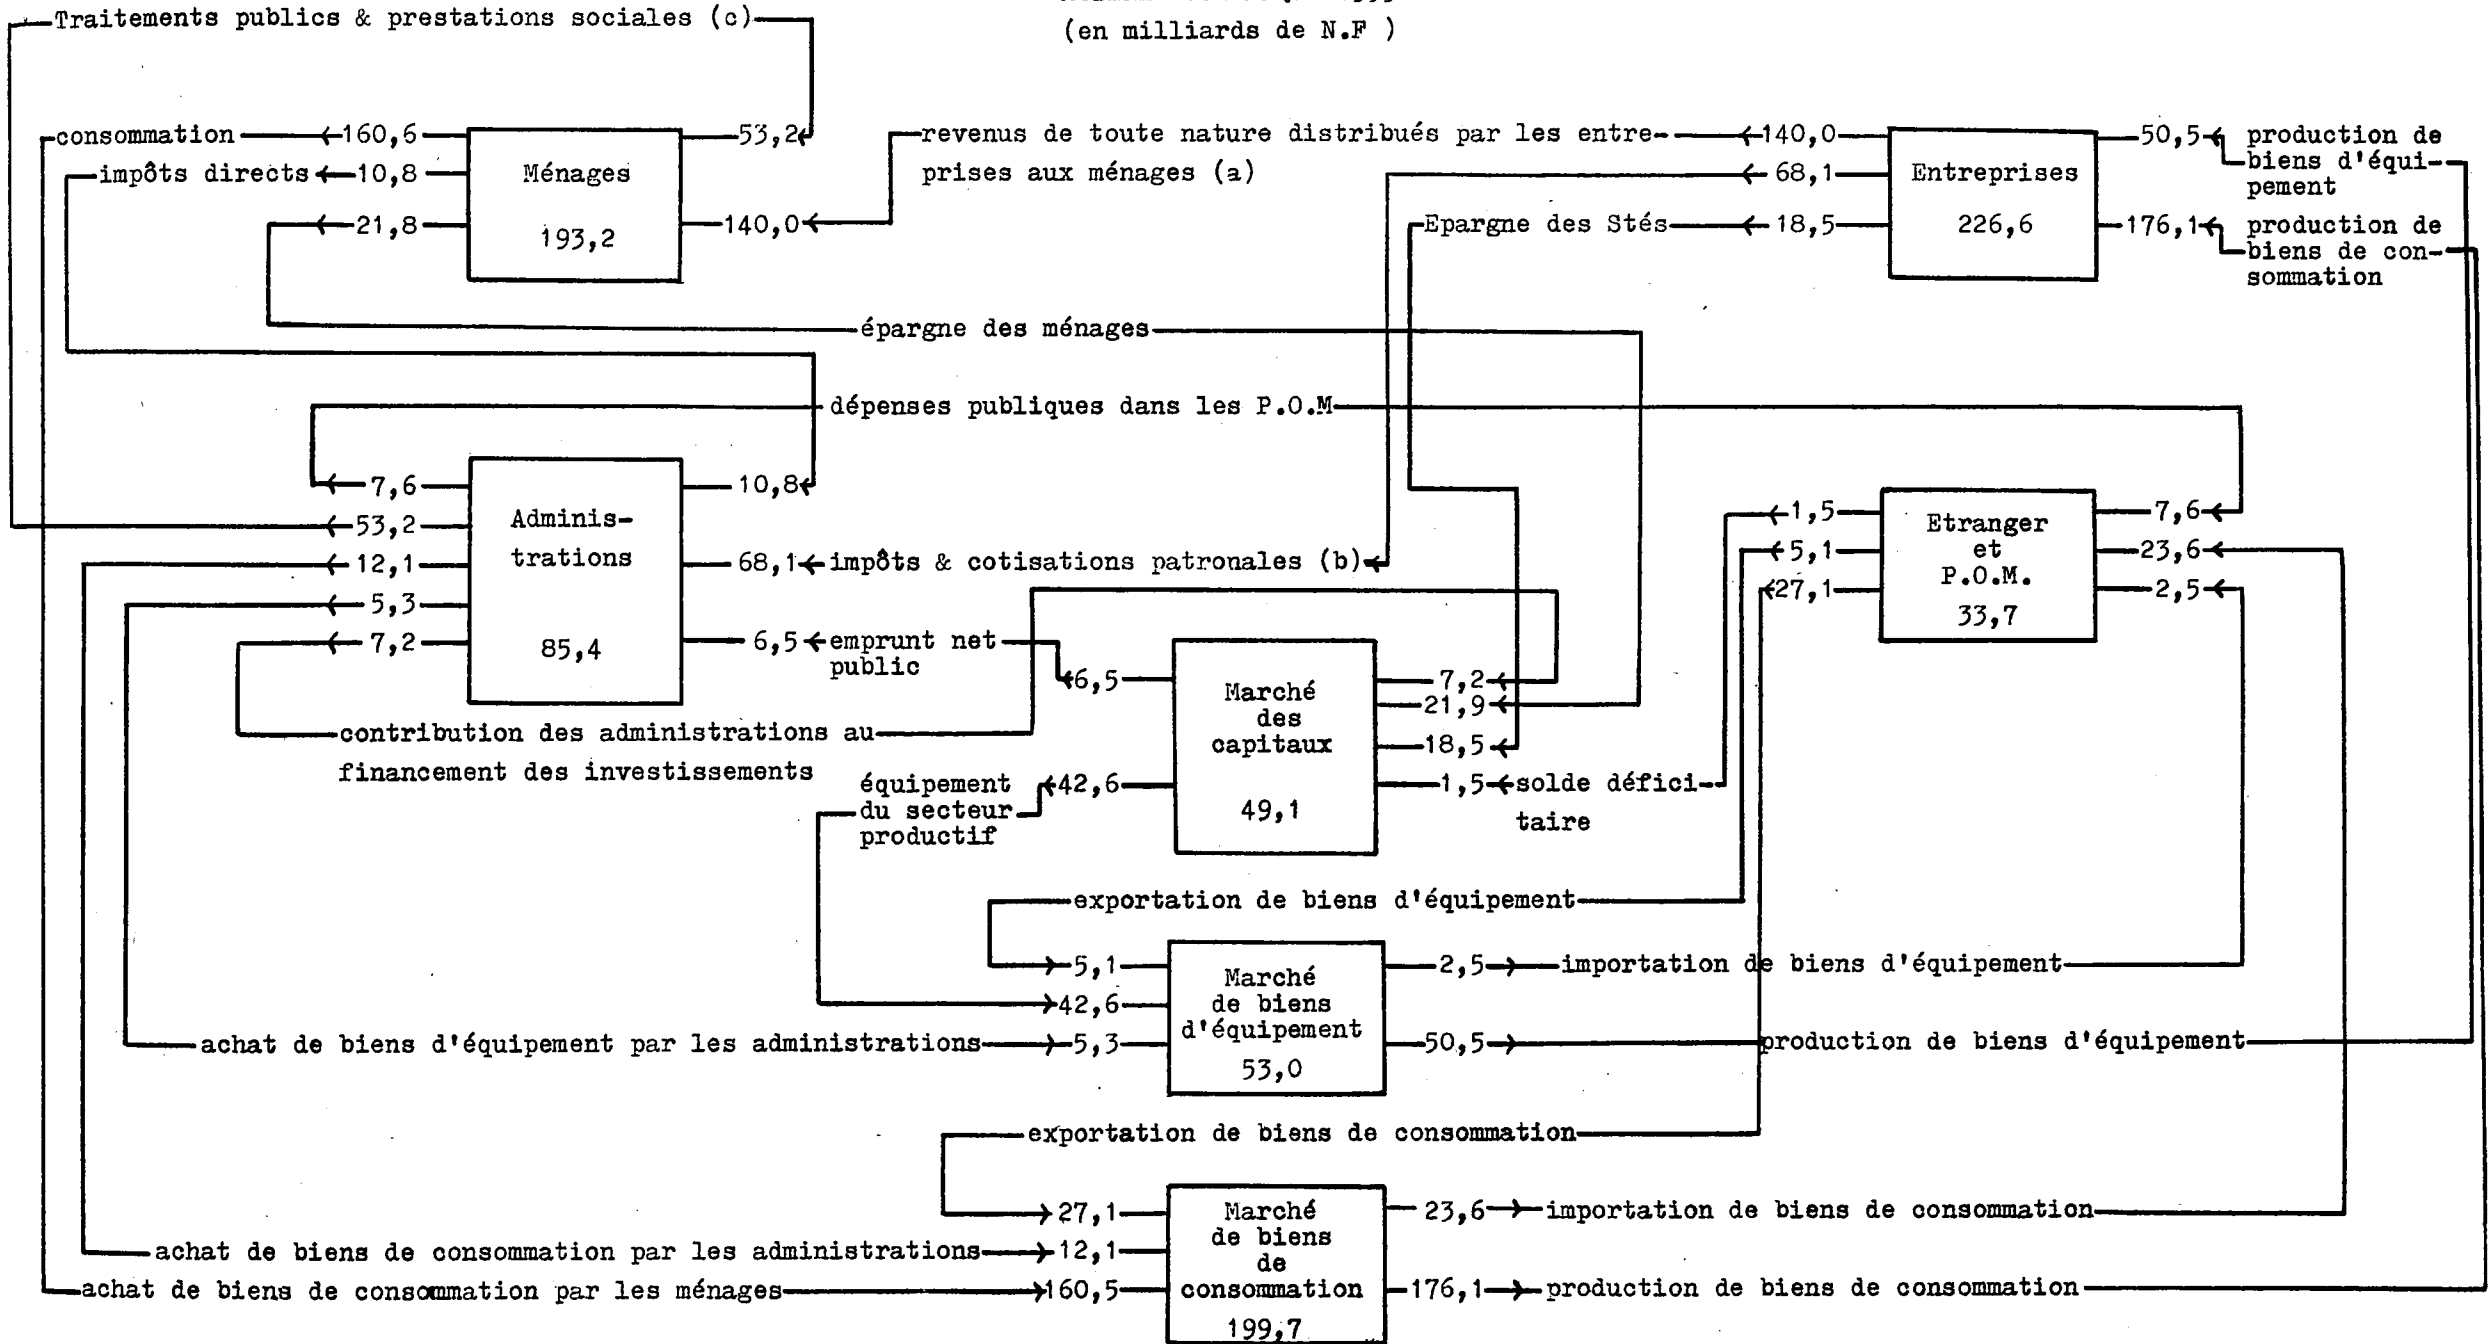 Traitements publics & prestations sociales (c)
(en milliards de N.F )
consommation 160,6
impôts directs 10,8
21,8
Ménages
193,2
53,2
140,0
revenus de toute nature distribués par les entre-
prises aux ménages (a)
140,0
68,1
Epargne des Stés 18,5
Entreprises
226,6
50,5
production de
biens d'équi-
pement
176,1
production de
biens de con-
sommation
épargne des ménages
dépenses publiques dans les P.O.M
7,6
53,2
12,1
5,3
7,2
Adminis-
trations
85,4
10,8
68,1 impôts & cotisations patronales (b)
6,5 emprunt net
public
1,5
5,1
27,1
Etranger
et
P.O.M.
33,7
7,6
23,6
2,5
contribution des administrations au
financement des investissements
6,5
équipement
du secteur
productif
42,6
Marché
des
capitaux
49,1
7,2
21,9
18,5
1,5 solde défici-
taire
exportation de biens d'équipement
5,1
42,6
achat de biens d'équipement par les administrations 5,3
Marché
de biens
d'équipement
53,0
2,5 importation de biens d'équipement
50,5 production de biens d'équipement
exportation de biens de consommation
27,1
achat de biens de consommation par les administrations 12,1
achat de biens de consommation par les ménages 160,5
Marché
de biens
de
consommation
199,7
23,6 importation de biens de consommation
176,1 production de biens de consommation